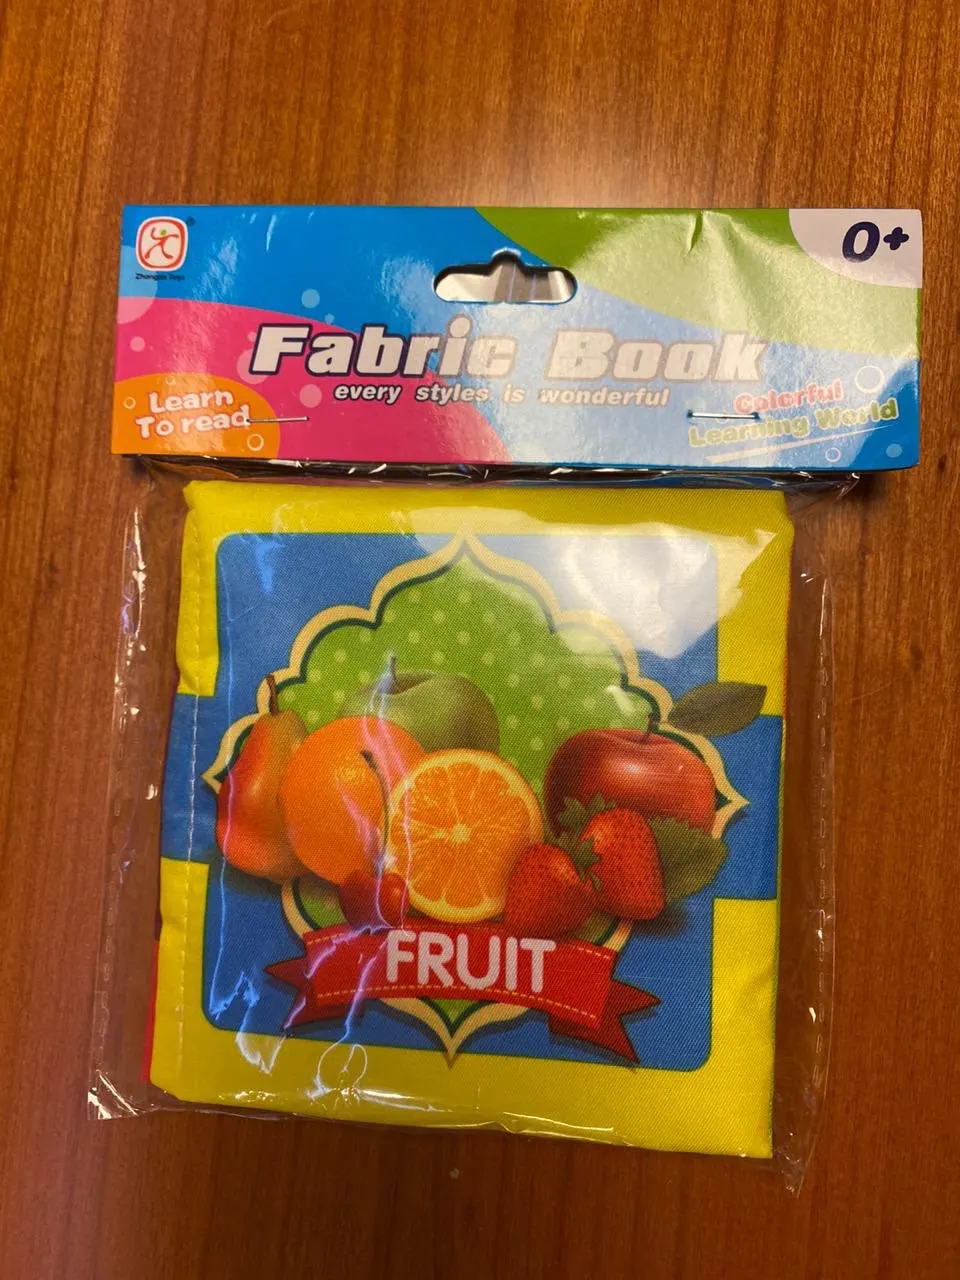 ®
0+
Fabric Book
every styles is wonderful
Learn
To read
Colorful
Learning World
FRUIT